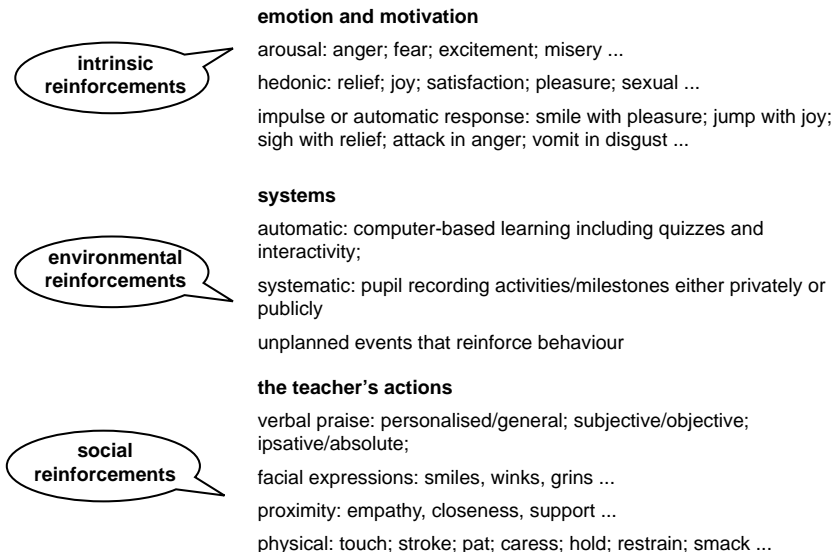 emotion and motivation
intrinsic
reinforcements
arousal: anger; fear; excitement; misery ...
hedonic: relief; joy; satisfaction; pleasure; sexual ...
impulse or automatic response: smile with pleasure; jump with joy;
sigh with relief; attack in anger; vomit in disgust ...
systems
environmental
reinforcements
automatic: computer-based learning including quizzes and
interactivity;
systematic: pupil recording activities/milestones either privately or
publicly
unplanned events that reinforce behaviour
the teacher’s actions
social
reinforcements
verbal praise: personalised/general; subjective/objective;
ipsative/absolute;
facial expressions: smiles, winks, grins ...
proximity: empathy, closeness, support ...
physical: touch; stroke; pat; caress; hold; restrain; smack ...